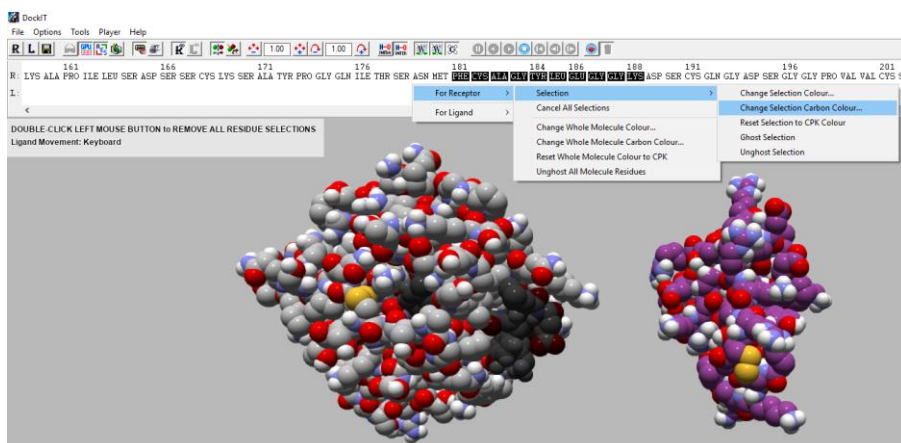 DockIT
File Options Tools Player Help
R L 1.00 1.00
161 166 171 176 181 184 186 188 191 196 201
R: LYS ALA PRO ILE LEU SER ASP SER SER CYS LYS SER ALA TYR PRO GLY GLN ILE THR SER ASN MET PHE CYS ALA GLY TYR LEU GLU GLY GLY LYS ASP SER CYS GLN GLY ASP SER GLY GLY PRO VAL VAL CYS S
L:
For Receptor > Selection > Change Selection Colour...
Cancel All Selections Change Selection Carbon Colour...
For Ligand > Reset Selection to CPK Colour
Change Whole Molecule Colour... Ghost Selection
Change Whole Molecule Carbon Colour... Unghost Selection
Reset Whole Molecule Colour to CPK
Unghost All Molecule Residues
DOUBLE-CLICK LEFT MOUSE BUTTON to REMOVE ALL RESIDUE SELECTIONS
Ligand Movement: Keyboard